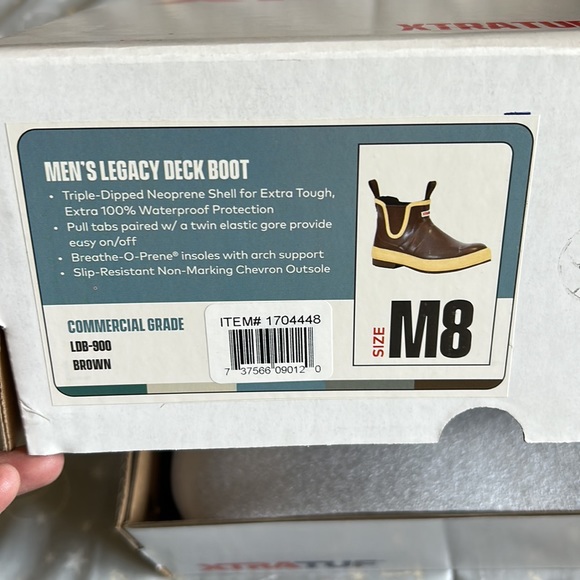 XTRATUF
MEN'S LEGACY DECK BOOT
• Triple-Dipped Neoprene Shell for Extra Tough,
Extra 100% Waterproof Protection
• Pull tabs paired w/ a twin elastic gore provide
easy on/off
• Breathe-O-Prene® insoles with arch support
• Slip-Resistant Non-Marking Chevron Outsole
COMMERCIAL GRADE
LDB-900
BROWN
ITEM# 1704448
7 37566 09012 0
SIZE M8
XTRATUF